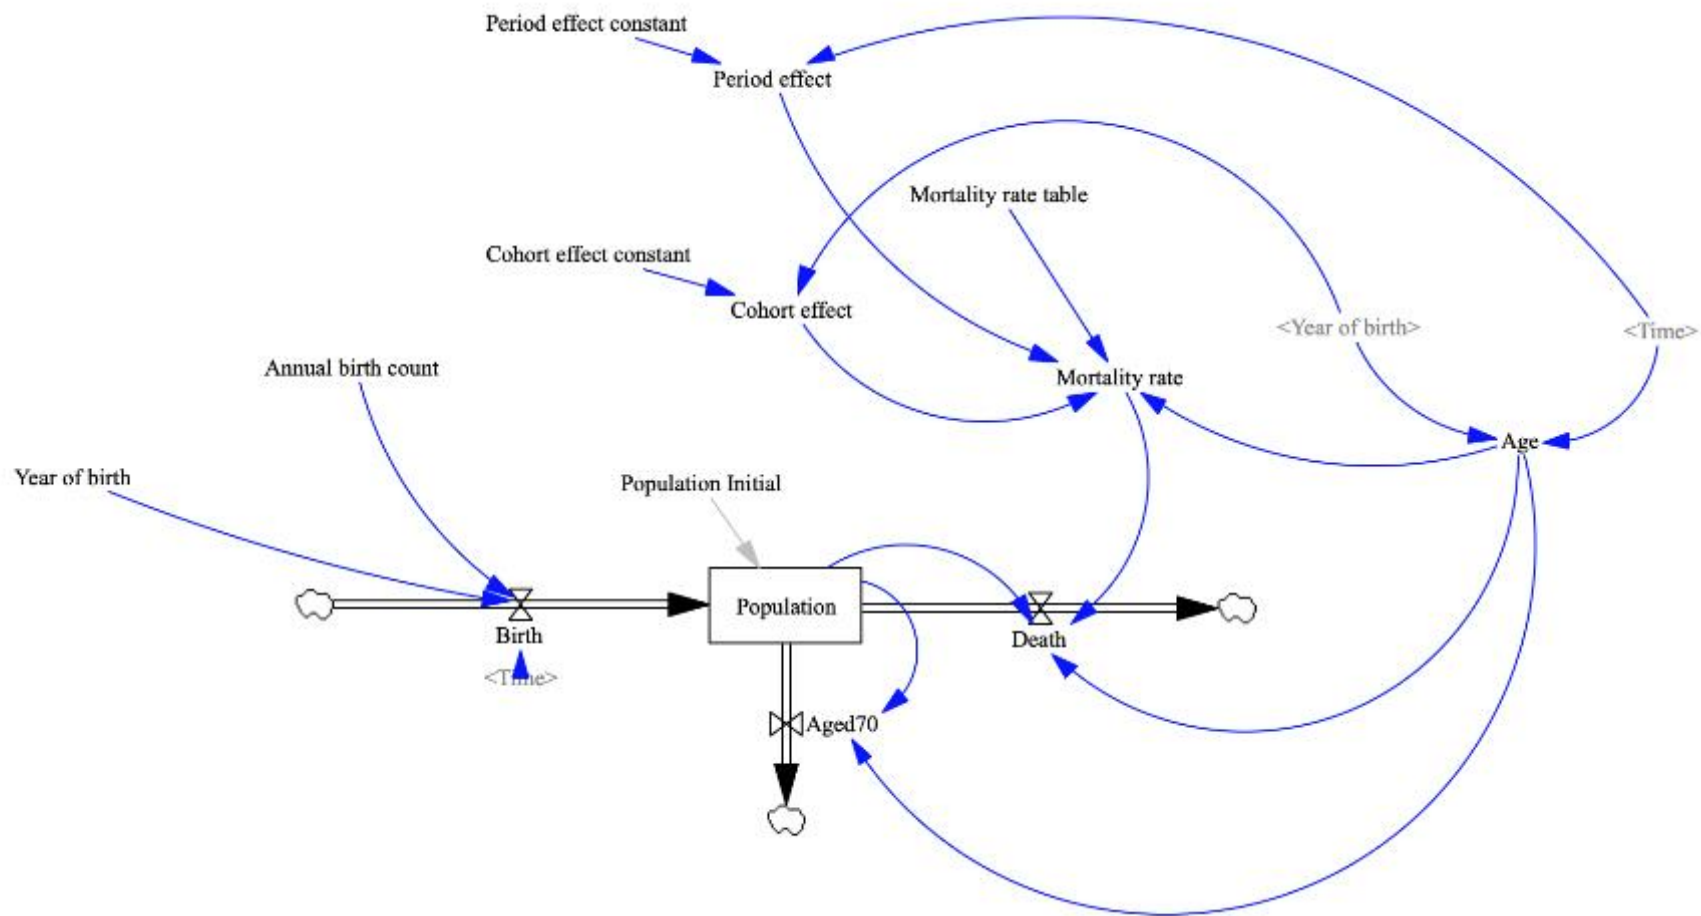 Period effect constant
Period effect
Mortality rate table
Cohort effect constant
Cohort effect
<Year of birth>
<Time>
Annual birth count
Mortality rate
Age
Year of birth
Population Initial
Population
Birth
Death
<Time>
Aged70